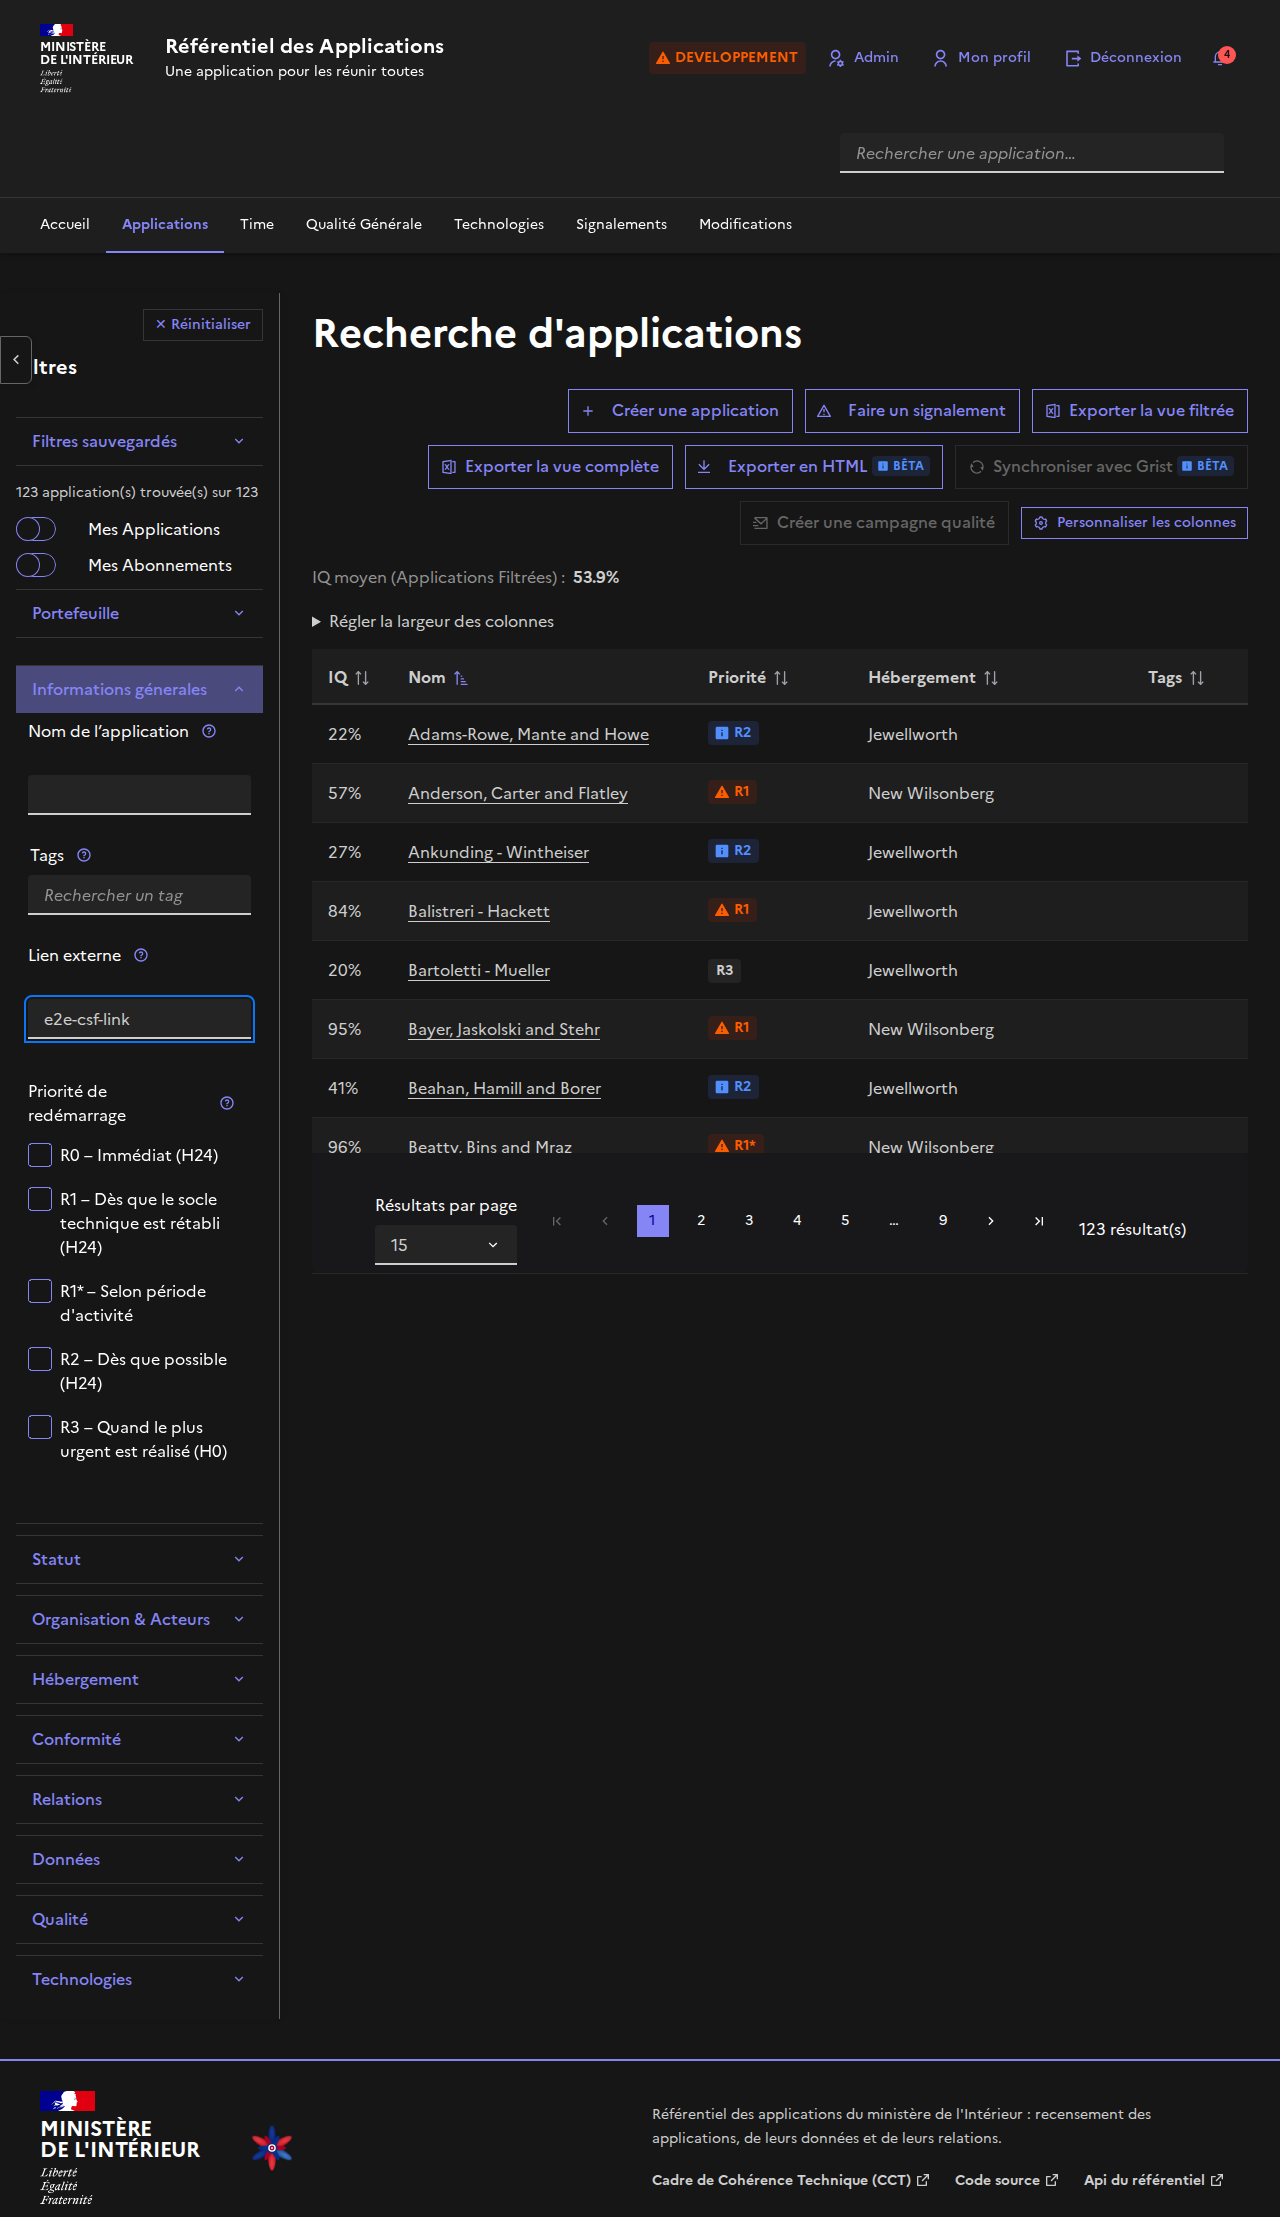 MINISTÈRE
DE L'INTÉRIEUR
Liberté
Égalité
Fraternité
Référentiel des Applications
Une application pour les réunir toutes
DEVELOPPEMENT
Admin
Mon profil
Déconnexion
4
Rechercher une application...
Accueil
Applications
Time
Qualité Générale
Technologies
Signalements
Modifications
Réinitialiser
ltres
Filtres sauvegardés
123 application(s) trouvée(s) sur 123
Mes Applications
Mes Abonnements
Portefeuille
Informations génerales
Nom de l’application
Tags
Rechercher un tag
Lien externe
e2e-csf-link
Priorité de
redémarrage
R0 – Immédiat (H24)
R1 – Dès que le socle
technique est rétabli
(H24)
R1* – Selon période
d'activité
R2 – Dès que possible
(H24)
R3 – Quand le plus
urgent est réalisé (H0)
Statut
Organisation & Acteurs
Hébergement
Conformité
Relations
Données
Qualité
Technologies
Recherche d'applications
Créer une application
Faire un signalement
Exporter la vue filtrée
Exporter la vue complète
Exporter en HTML BÊTA
Synchroniser avec Grist BÊTA
Créer une campagne qualité
Personnaliser les colonnes
IQ moyen (Applications Filtrées) : 53.9%
Régler la largeur des colonnes
IQ Nom Priorité Hébergement Tags
22% Adams-Rowe, Mante and Howe R2 Jewellworth
57% Anderson, Carter and Flatley R1 New Wilsonberg
27% Ankunding - Wintheiser R2 Jewellworth
84% Balistreri - Hackett R1 Jewellworth
20% Bartoletti - Mueller R3 Jewellworth
95% Bayer, Jaskolski and Stehr R1 New Wilsonberg
41% Beahan, Hamill and Borer R2 Jewellworth
96% Beatty, Bins and Mraz R1* New Wilsonberg
Résultats par page
15
1 2 3 4 5 … 9
123 résultat(s)
MINISTÈRE
DE L'INTÉRIEUR
Liberté
Égalité
Fraternité
Référentiel des applications du ministère de l'Intérieur : recensement des
applications, de leurs données et de leurs relations.
Cadre de Cohérence Technique (CCT)
Code source
Api du référentiel